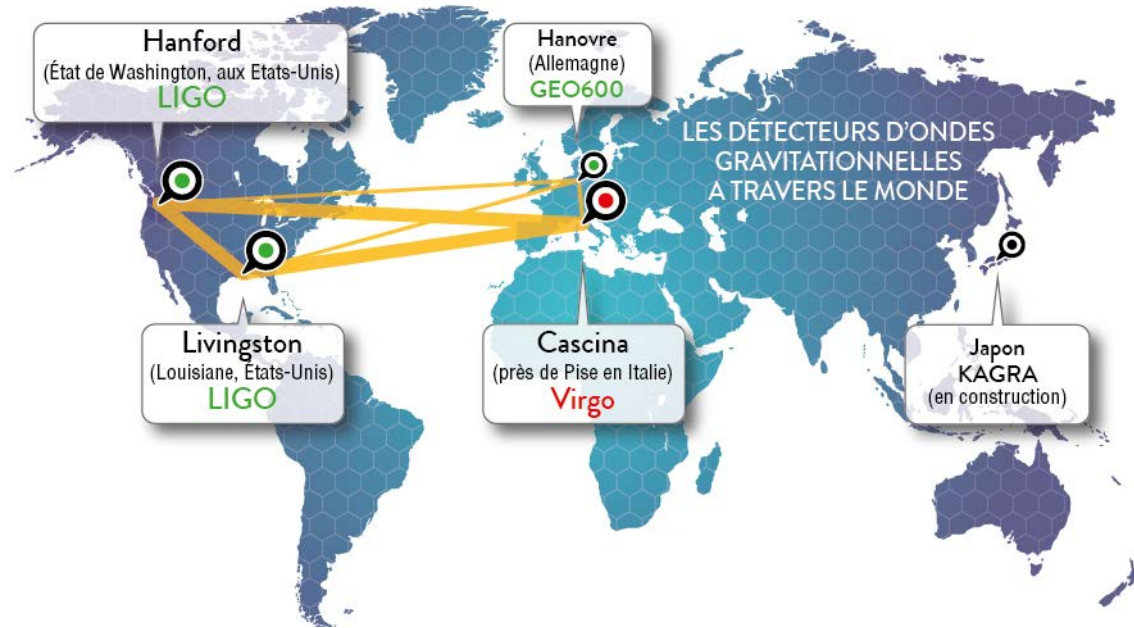 Hanford
(État de Washington, aux Etats-Unis)
LIGO
Hanovre
(Allemagne)
GEO600
LES DÉTECTEURS D'ONDES
GRAVITATIONNELLES
A TRAVERS LE MONDE
Livingston
(Louisiane, États-Unis)
LIGO
Cascina
(près de Pise en Italie)
Virgo
Japon
KAGRA
(en construction)